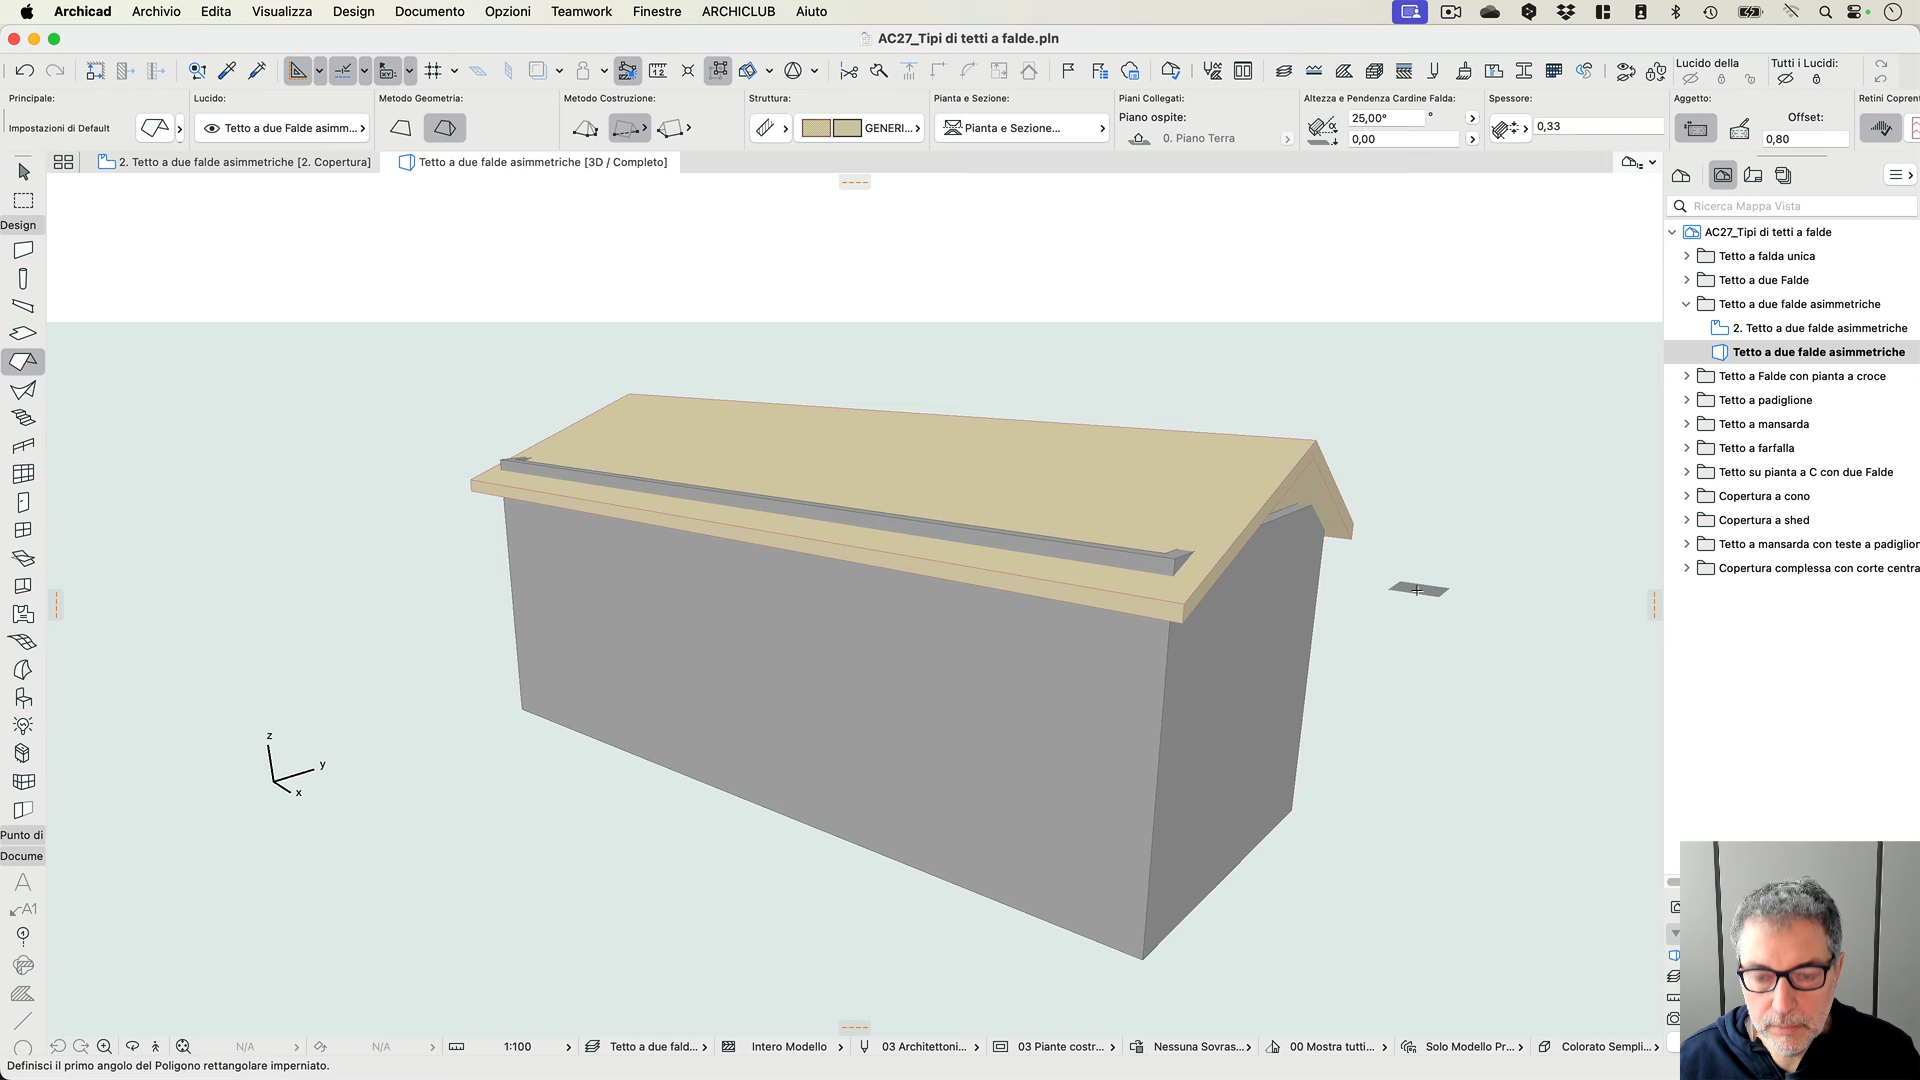 Archicad Archivio Edita Visualizza Design Documento Opzioni Teamwork Finestre ARCHICLUB Aiuto
AC27_Tipi di tetti a falde.pln
Lucido della
Tutti i Lucidi:
Principale:
Lucido:
Metodo Geometria:
Metodo Costruzione:
Struttura:
Pianta e Sezione:
Piani Collegati:
Altezza e Pendenza Cardine Falda:
Spessore:
Aggetto:
Retini Copren
Impostazioni di Default
Tetto a due Falde asimm...
GENERI...
Pianta e Sezione...
Piano ospite:
0. Piano Terra
25,00°
°
0,00
0,33
Offset:
0,80
2. Tetto a due falde asimmetriche [2. Copertura]
Tetto a due falde asimmetriche [3D / Completo]
Design
Punto di
Docume
A
A1
z
y
x
Ricerca Mappa Vista
AC27_Tipi di tetti a falde
Tetto a falda unica
Tetto a due Falde
Tetto a due falde asimmetriche
2. Tetto a due falde asimmetriche
Tetto a due falde asimmetriche
Tetto a Falde con pianta a croce
Tetto a padiglione
Tetto a mansarda
Tetto a farfalla
Tetto su pianta a C con due Falde
Copertura a cono
Copertura a shed
Tetto a mansarda con teste a padiglion
Copertura complessa con corte centra
N/A
N/A
1:100
Tetto a due fald...
Intero Modello
03 Architettoni...
03 Piante costr...
Nessuna Sovras...
00 Mostra tutti...
Solo Modello Pr...
Colorato Sempli...
Definisci il primo angolo del Poligono rettangolare imperniato.